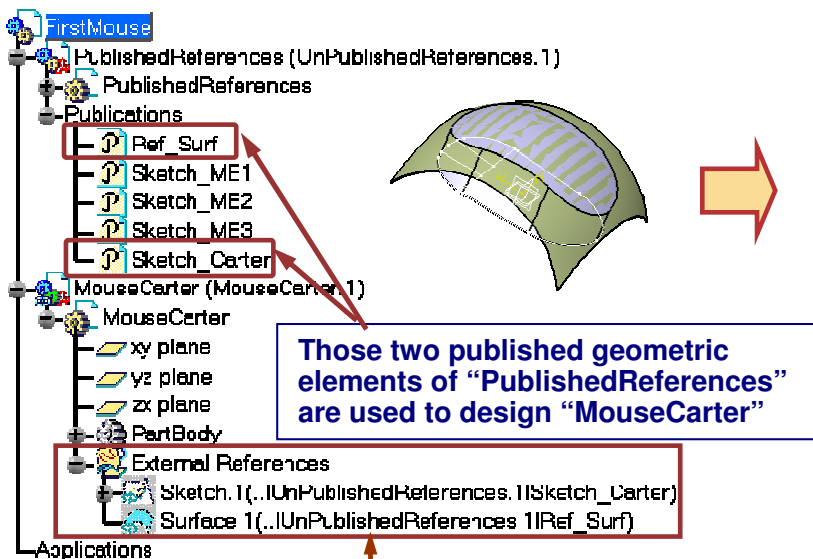 FirstMouse
PublishedReferences (UnPublishedReferences.1)
PublishedReferences
Publications
Ref_Surf
Sketch_ME1
Sketch_ME2
Sketch_ME3
Sketch_Carter
MouseCarter (MouseCarter.1)
MouseCarter
xy plane
yz plane
zx plane
PartBody
External References
Sketch.1(..!UnPublishedReferences.1!Sketch_Carter)
Surface 1(..!UnPublishedReferences 1!Ref_Surf)
Applications
Those two published geometric
elements of “PublishedReferences”
are used to design “MouseCarter”